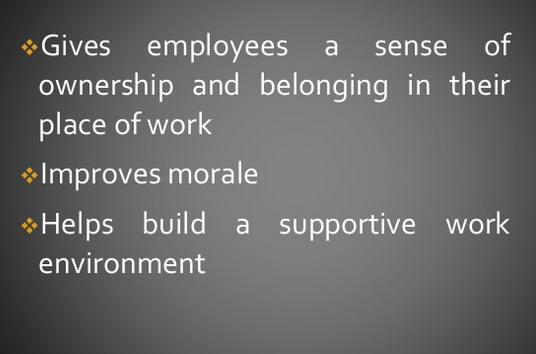 ❖Gives employees a sense of
ownership and belonging in their
place of work
❖Improves morale
❖Helps build a supportive work
environment